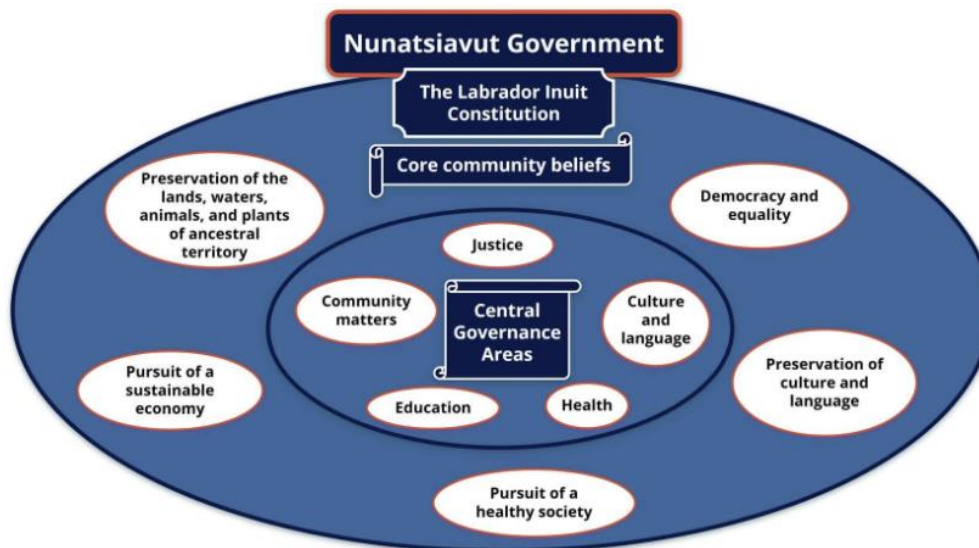 Nunatsiavut Government
The Labrador Inuit
Constitution
Core community beliefs
Preservation of the
lands, waters,
animals, and plants
of ancestral
territory
Democracy and
equality
Justice
Community
matters
Central
Governance
Areas
Culture
and
language
Pursuit of a
sustainable
economy
Education
Health
Preservation of
culture and
language
Pursuit of a
healthy society